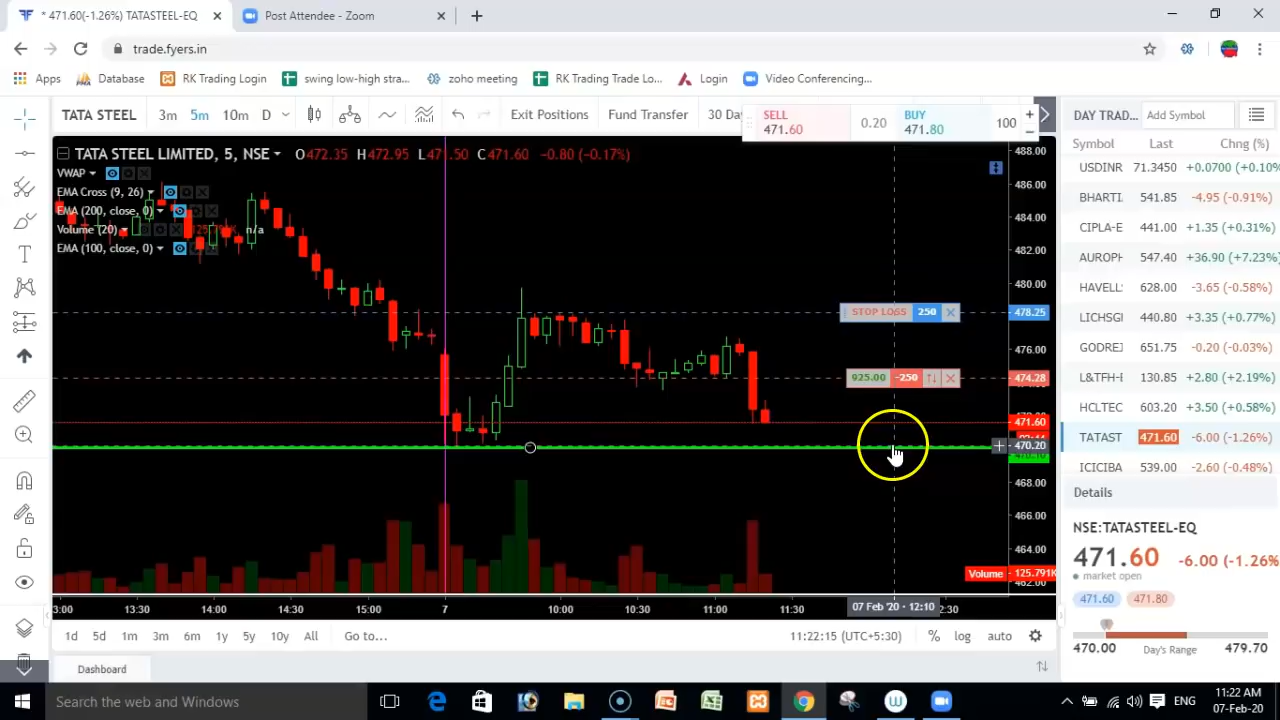 * 471.60(-1.26%) TATASTEEL-EQ
Post Attendee - Zoom
trade.fyers.in
Apps
Database
RK Trading Login
swing low-high stra...
zoho meeting
RK Trading Trade Lo...
Login
Video Conferencing...
TATA STEEL 3m 5m 10m D
Exit Positions
Fund Transfer
30 Day
SELL
471.60
0.20
BUY
471.80
100
TATA STEEL LIMITED, 5, NSE
O472.35 H472.95 L471.50 C471.60 -0.80 (-0.17%)
VWAP
EMA Cross (9, 26)
EMA (200, close, 0)
Volume (20)
n/a
EMA (100, close, 0)
488.00
486.00
484.00
482.00
480.00
STOP LOSS 250
478.25
476.00
925.00 -250
474.28
471.60
470.20
468.00
466.00
464.00
Volume 125.791K
13:30 14:00 14:30 15:00 7 10:00 10:30 11:00 11:30
07 Feb '20 - 12:10
1d 5d 1m 3m 6m 1y 5y 10y All Go to...
11:22:15 (UTC+5:30) % log auto
Dashboard
DAY TRAD...
Add Symbol
Symbol Last Chng (%)
USDINR 71.3450 +0.0700 (+0.10%
BHARTI 541.85 -4.95 (-0.91%)
CIPLA-E 441.00 +1.35 (+0.31%)
AUROPH 547.40 +36.90 (+7.23%)
HAVELL 628.00 -3.65 (-0.58%)
LICHSGI 440.80 +3.35 (+0.77%)
GODREJ 651.75 -0.20 (-0.03%)
L&TFH-E 130.85 +2.80 (+2.19%)
HCLTEC 603.20 +3.50 (+0.58%)
TATAST 471.60 -6.00 (-1.26%)
ICICIBA 539.00 -2.60 (-0.48%)
Details
NSE:TATASTEEL-EQ
471.60 -6.00 (-1.26%
market open
471.60 471.80
470.00 Day's Range 479.70
Search the web and Windows
ENG
11:22 AM
07-Feb-20